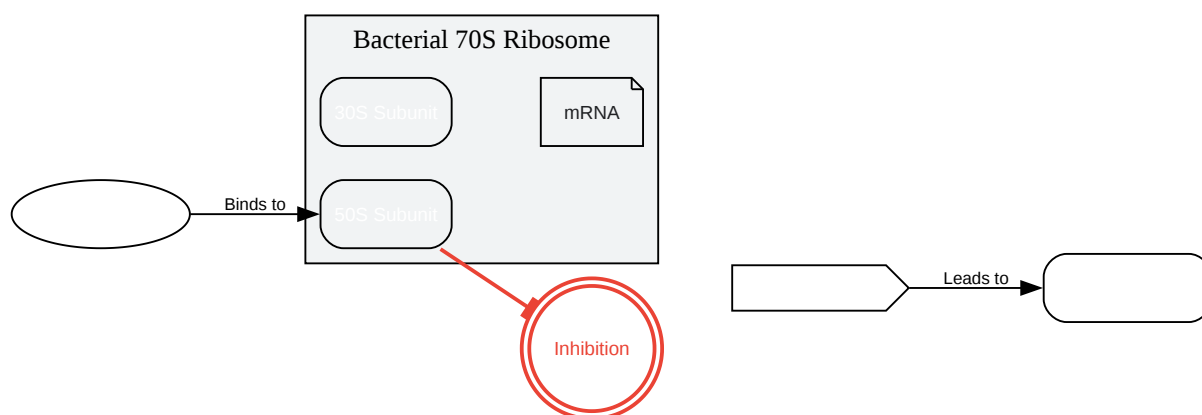 Bacterial 70S Ribosome
30S Subunit
mRNA
Binds to
50S Subunit
Leads to
Inhibition